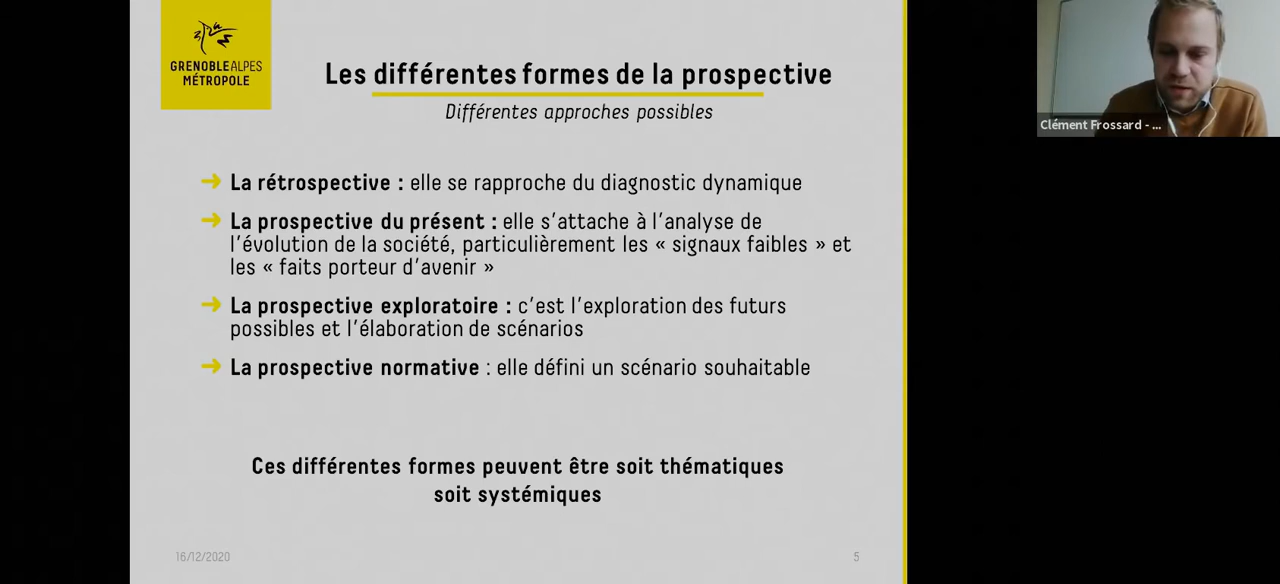 GRENOBLEALPES
MÉTROPOLE
Les différentes formes de la prospective
Différentes approches possibles
Clément Frossard - ...
➔ La rétrospective : elle se rapproche du diagnostic dynamique
➔ La prospective du présent : elle s'attache à l'analyse de
l'évolution de la société, particulièrement les « signaux faibles » et
les « faits porteur d'avenir »
➔ La prospective exploratoire : c'est l'exploration des futurs
possibles et l'élaboration de scénarios
➔ La prospective normative : elle défini un scénario souhaitable
Ces différentes formes peuvent être soit thématiques
soit systémiques
16/12/2020
5